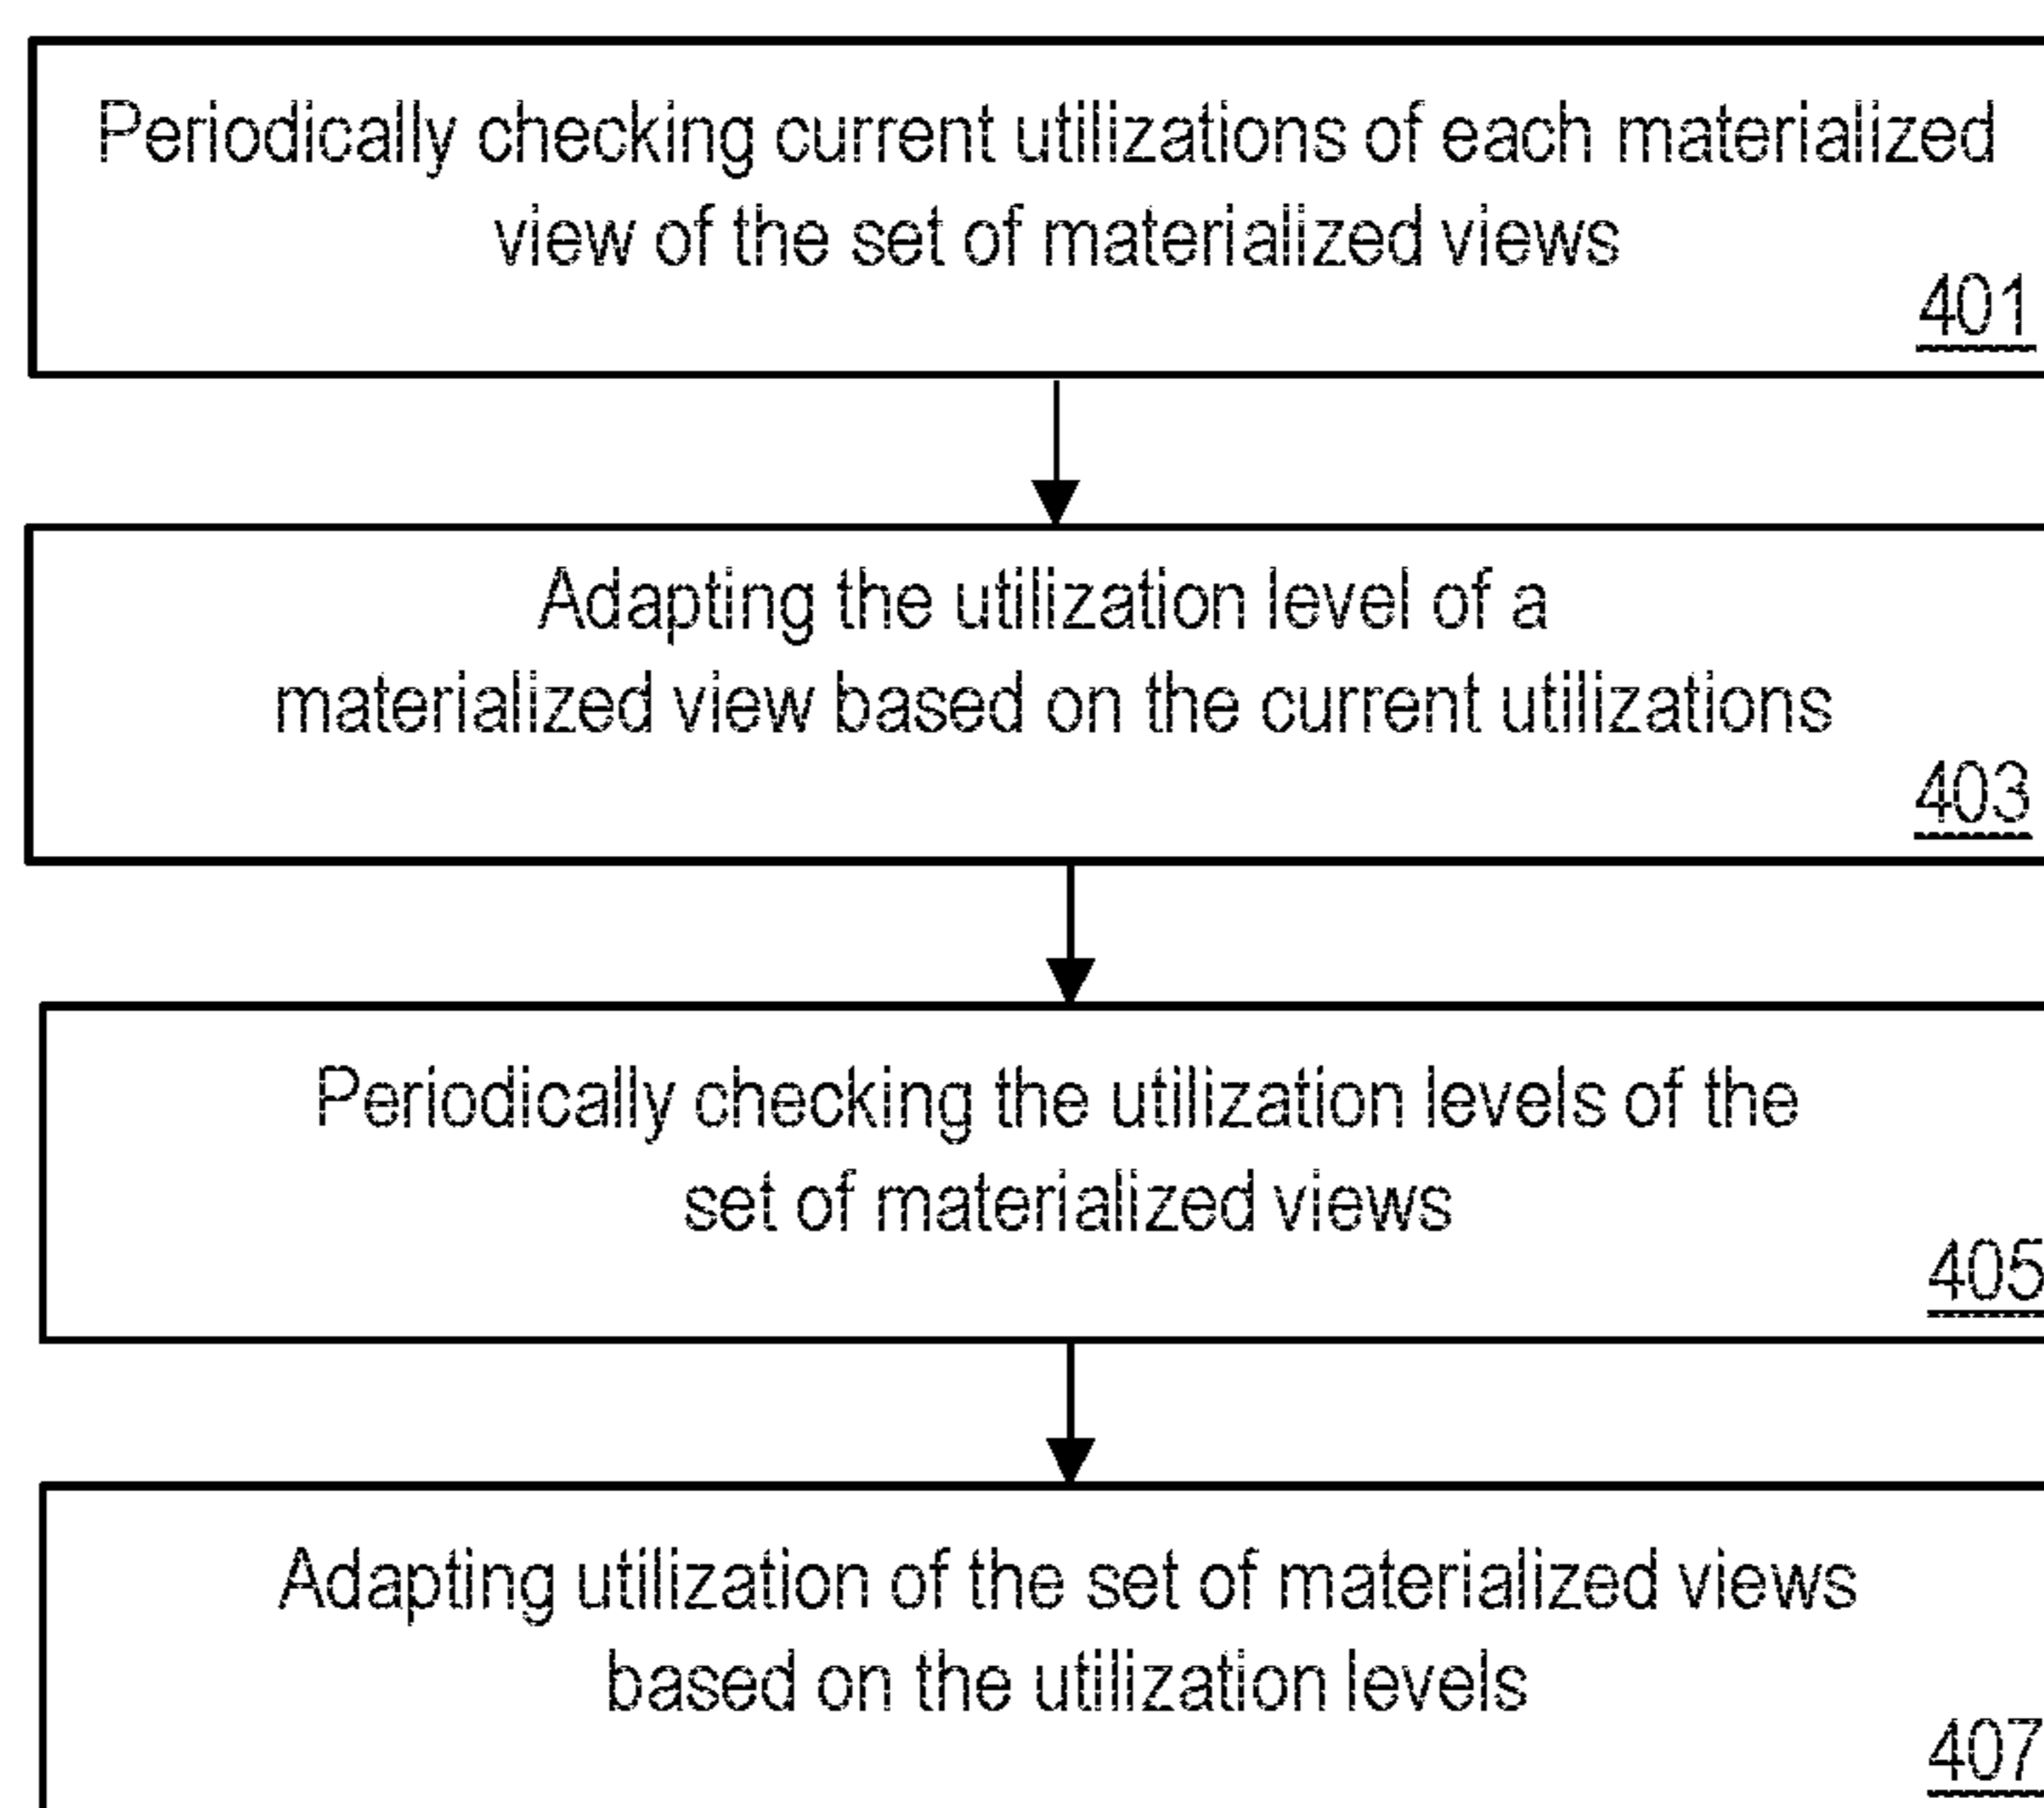 Periodically checking current utilizations of each materialized
view of the set of materialized views
401
Adapting the utilization level of a
materialized view based on the current utilizations
403
Periodically checking the utilization levels of the
set of materialized views
405
Adapting utilization of the set of materialized views
based on the utilization levels
407